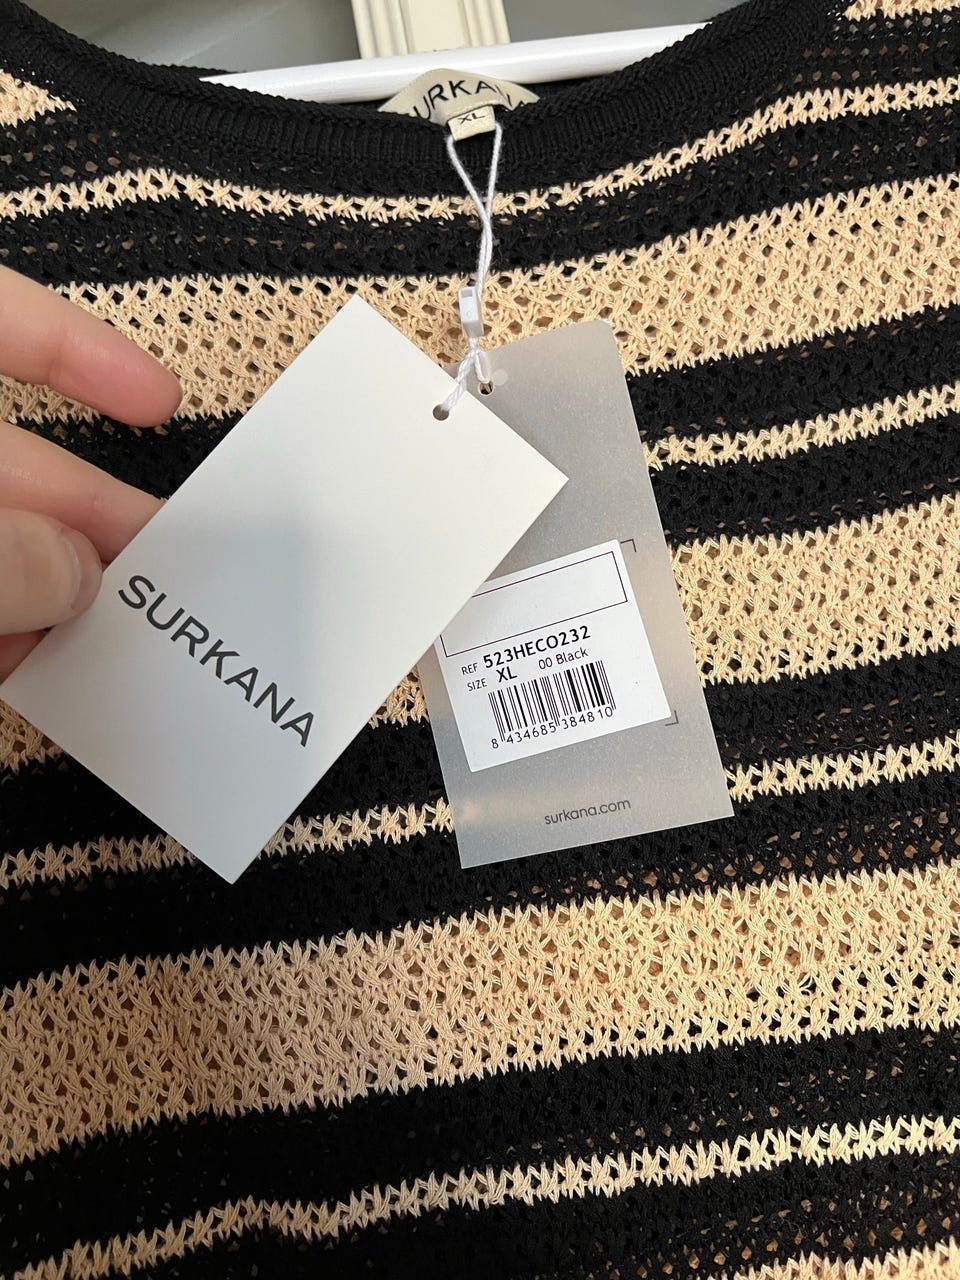 SURKANA
XL
SURKANA
REF 523HECO232
SIZE XL 00 Black
8 434685 384810
surkana.com